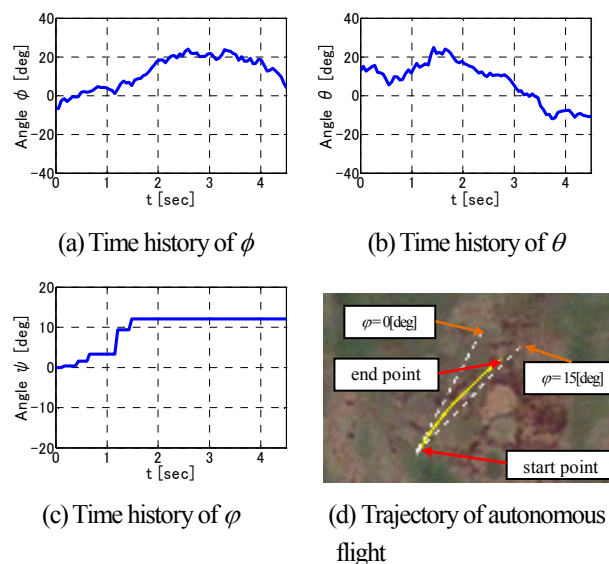 40
20
0
20
-40
0
1
2
3
4
Angle ϕ [deg]
t [sec]
(a) Time history of ϕ
40
20
0
20
40
0
1
2
3
4
Angle θ [deg]
t [sec]
(b) Time history of θ
20
10
0
10
-20
0
1
2
3
4
Angle ψ [deg]
t [sec]
(c) Time history of φ
φ=0[deg]
end point
φ=15[deg]
start point
(d) Trajectory of autonomous
flight